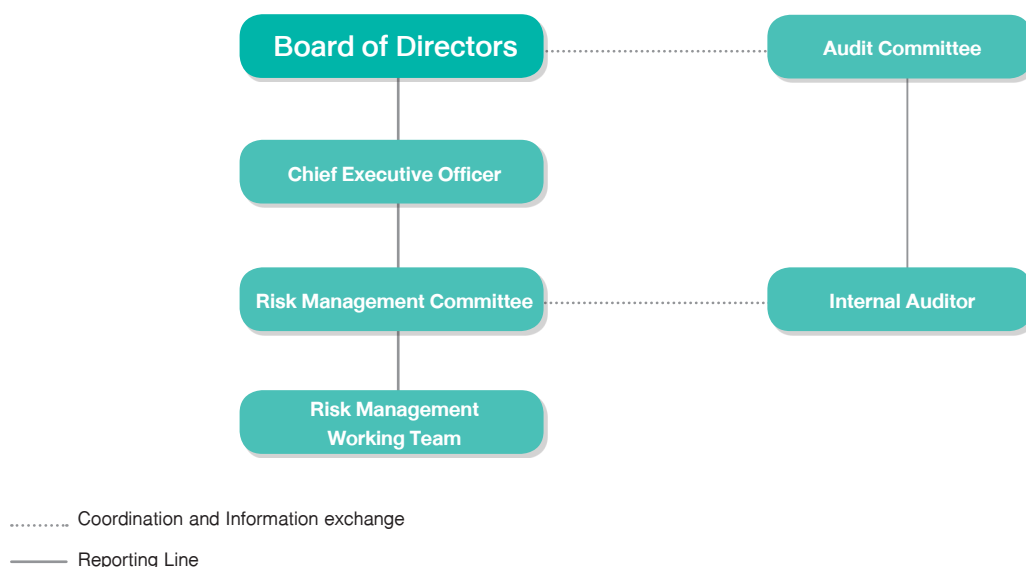 Board of Directors
Audit Committee
Chief Executive Officer
Risk Management Committee
Internal Auditor
Risk Management
Working Team
Coordination and Information exchange
Reporting Line